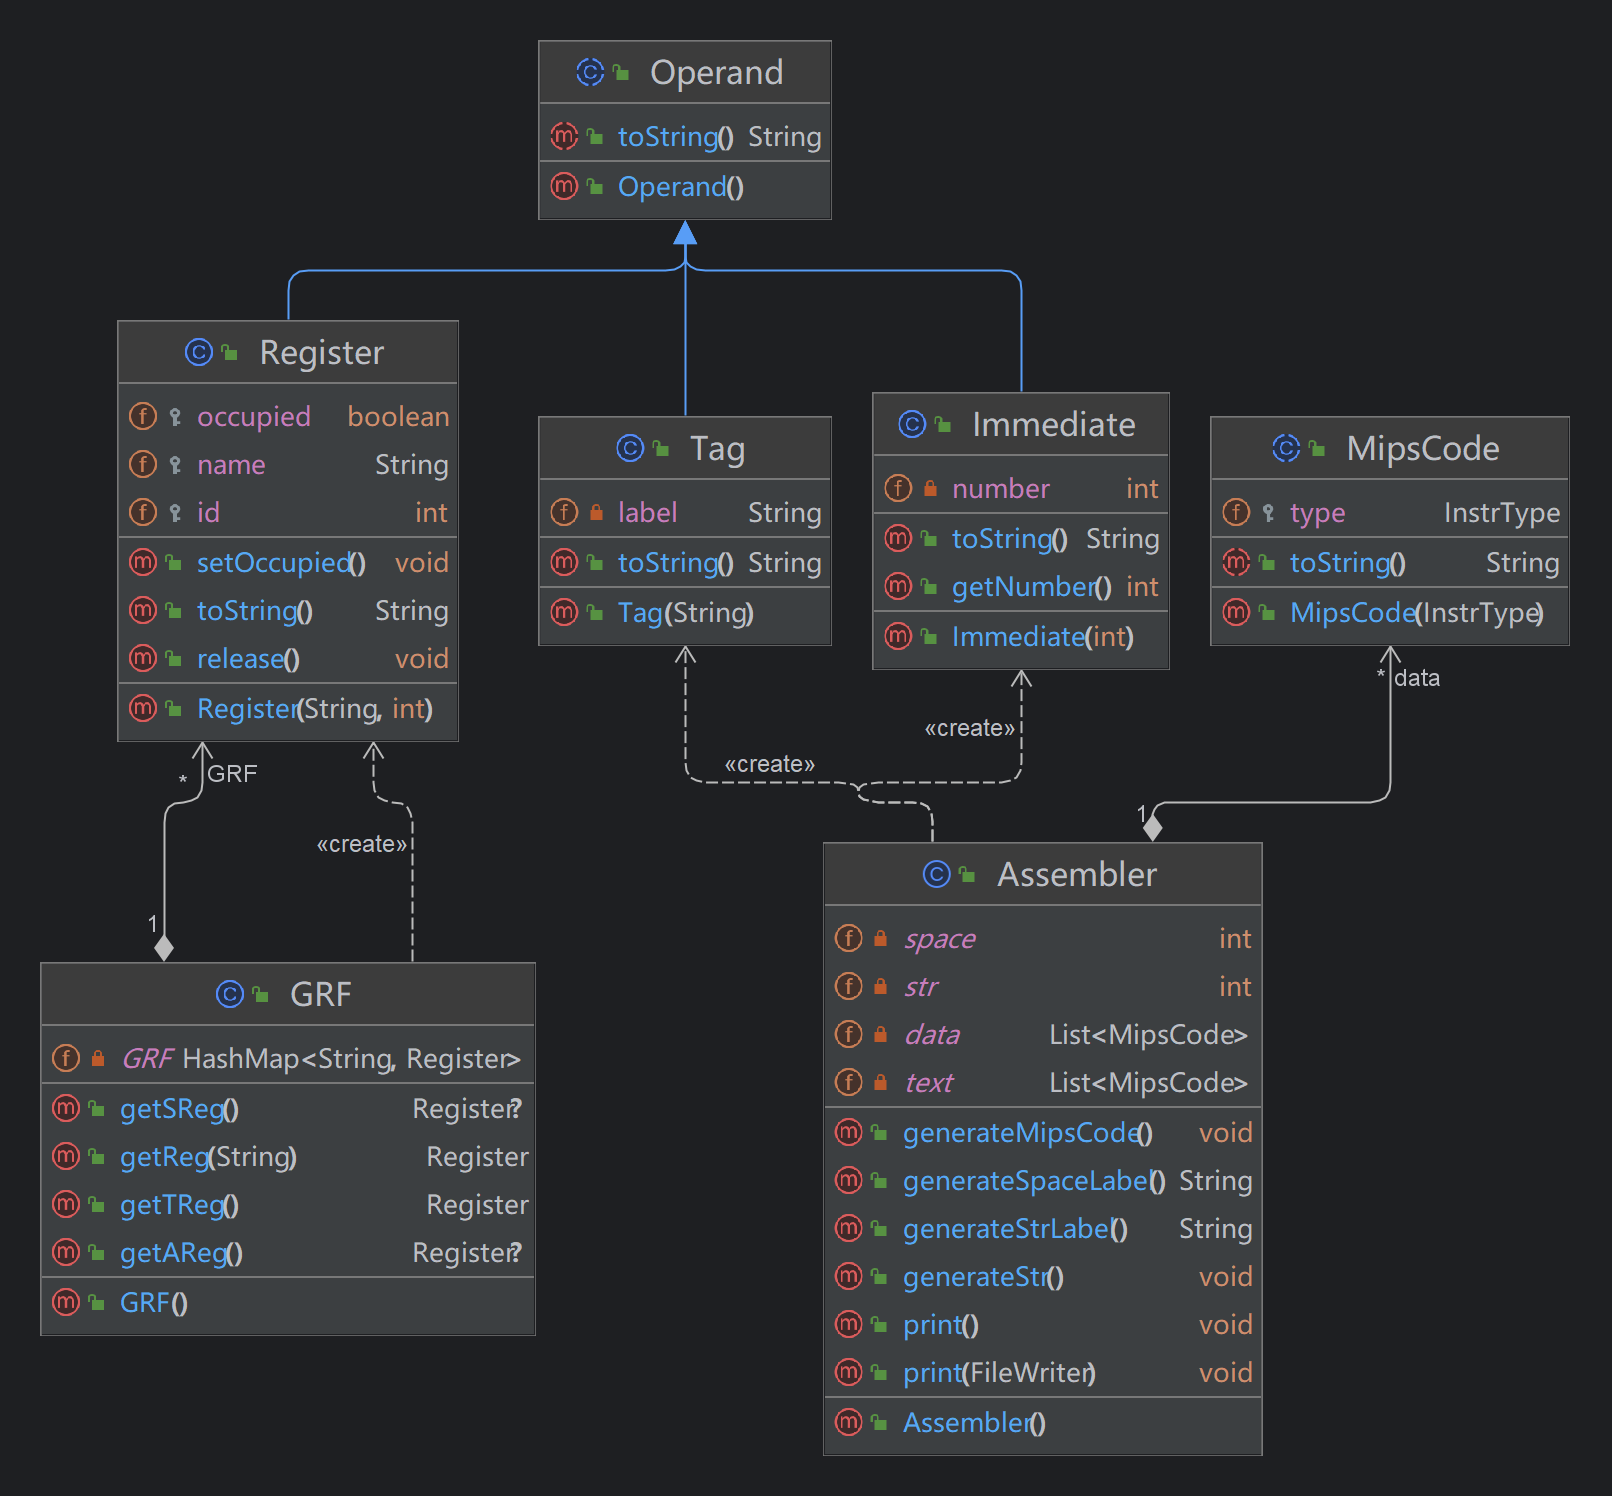 Operand
toString() String
Operand()
Register
occupied boolean
name String
id int
setOccupied() void
toString() String
release() void
Register(String, int)
Tag
label String
toString() String
Tag(String)
Immediate
number int
toString() String
getNumber() int
Immediate(int)
MipsCode
type InstrType
toString() String
MipsCode(InstrType)
* GRF
«create»
1
«create»
«create»
* data
1
GRF
GRF HashMap<String, Register>
getSReg() Register?
getReg(String) Register
getTReg() Register
getAReg() Register?
GRF()
Assembler
space int
str int
data List<MipsCode>
text List<MipsCode>
generateMipsCode() void
generateSpaceLabel() String
generateStrLabel() String
generateStr() void
print() void
print(FileWriter) void
Assembler()